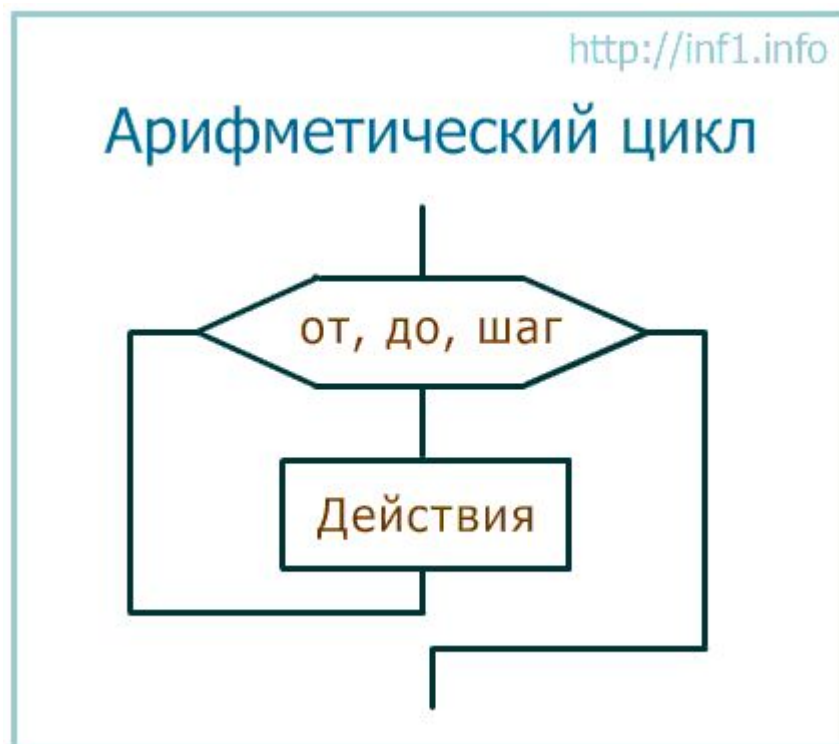 http://inf1.info
Арифметический цикл
от, до, шаг
Действия